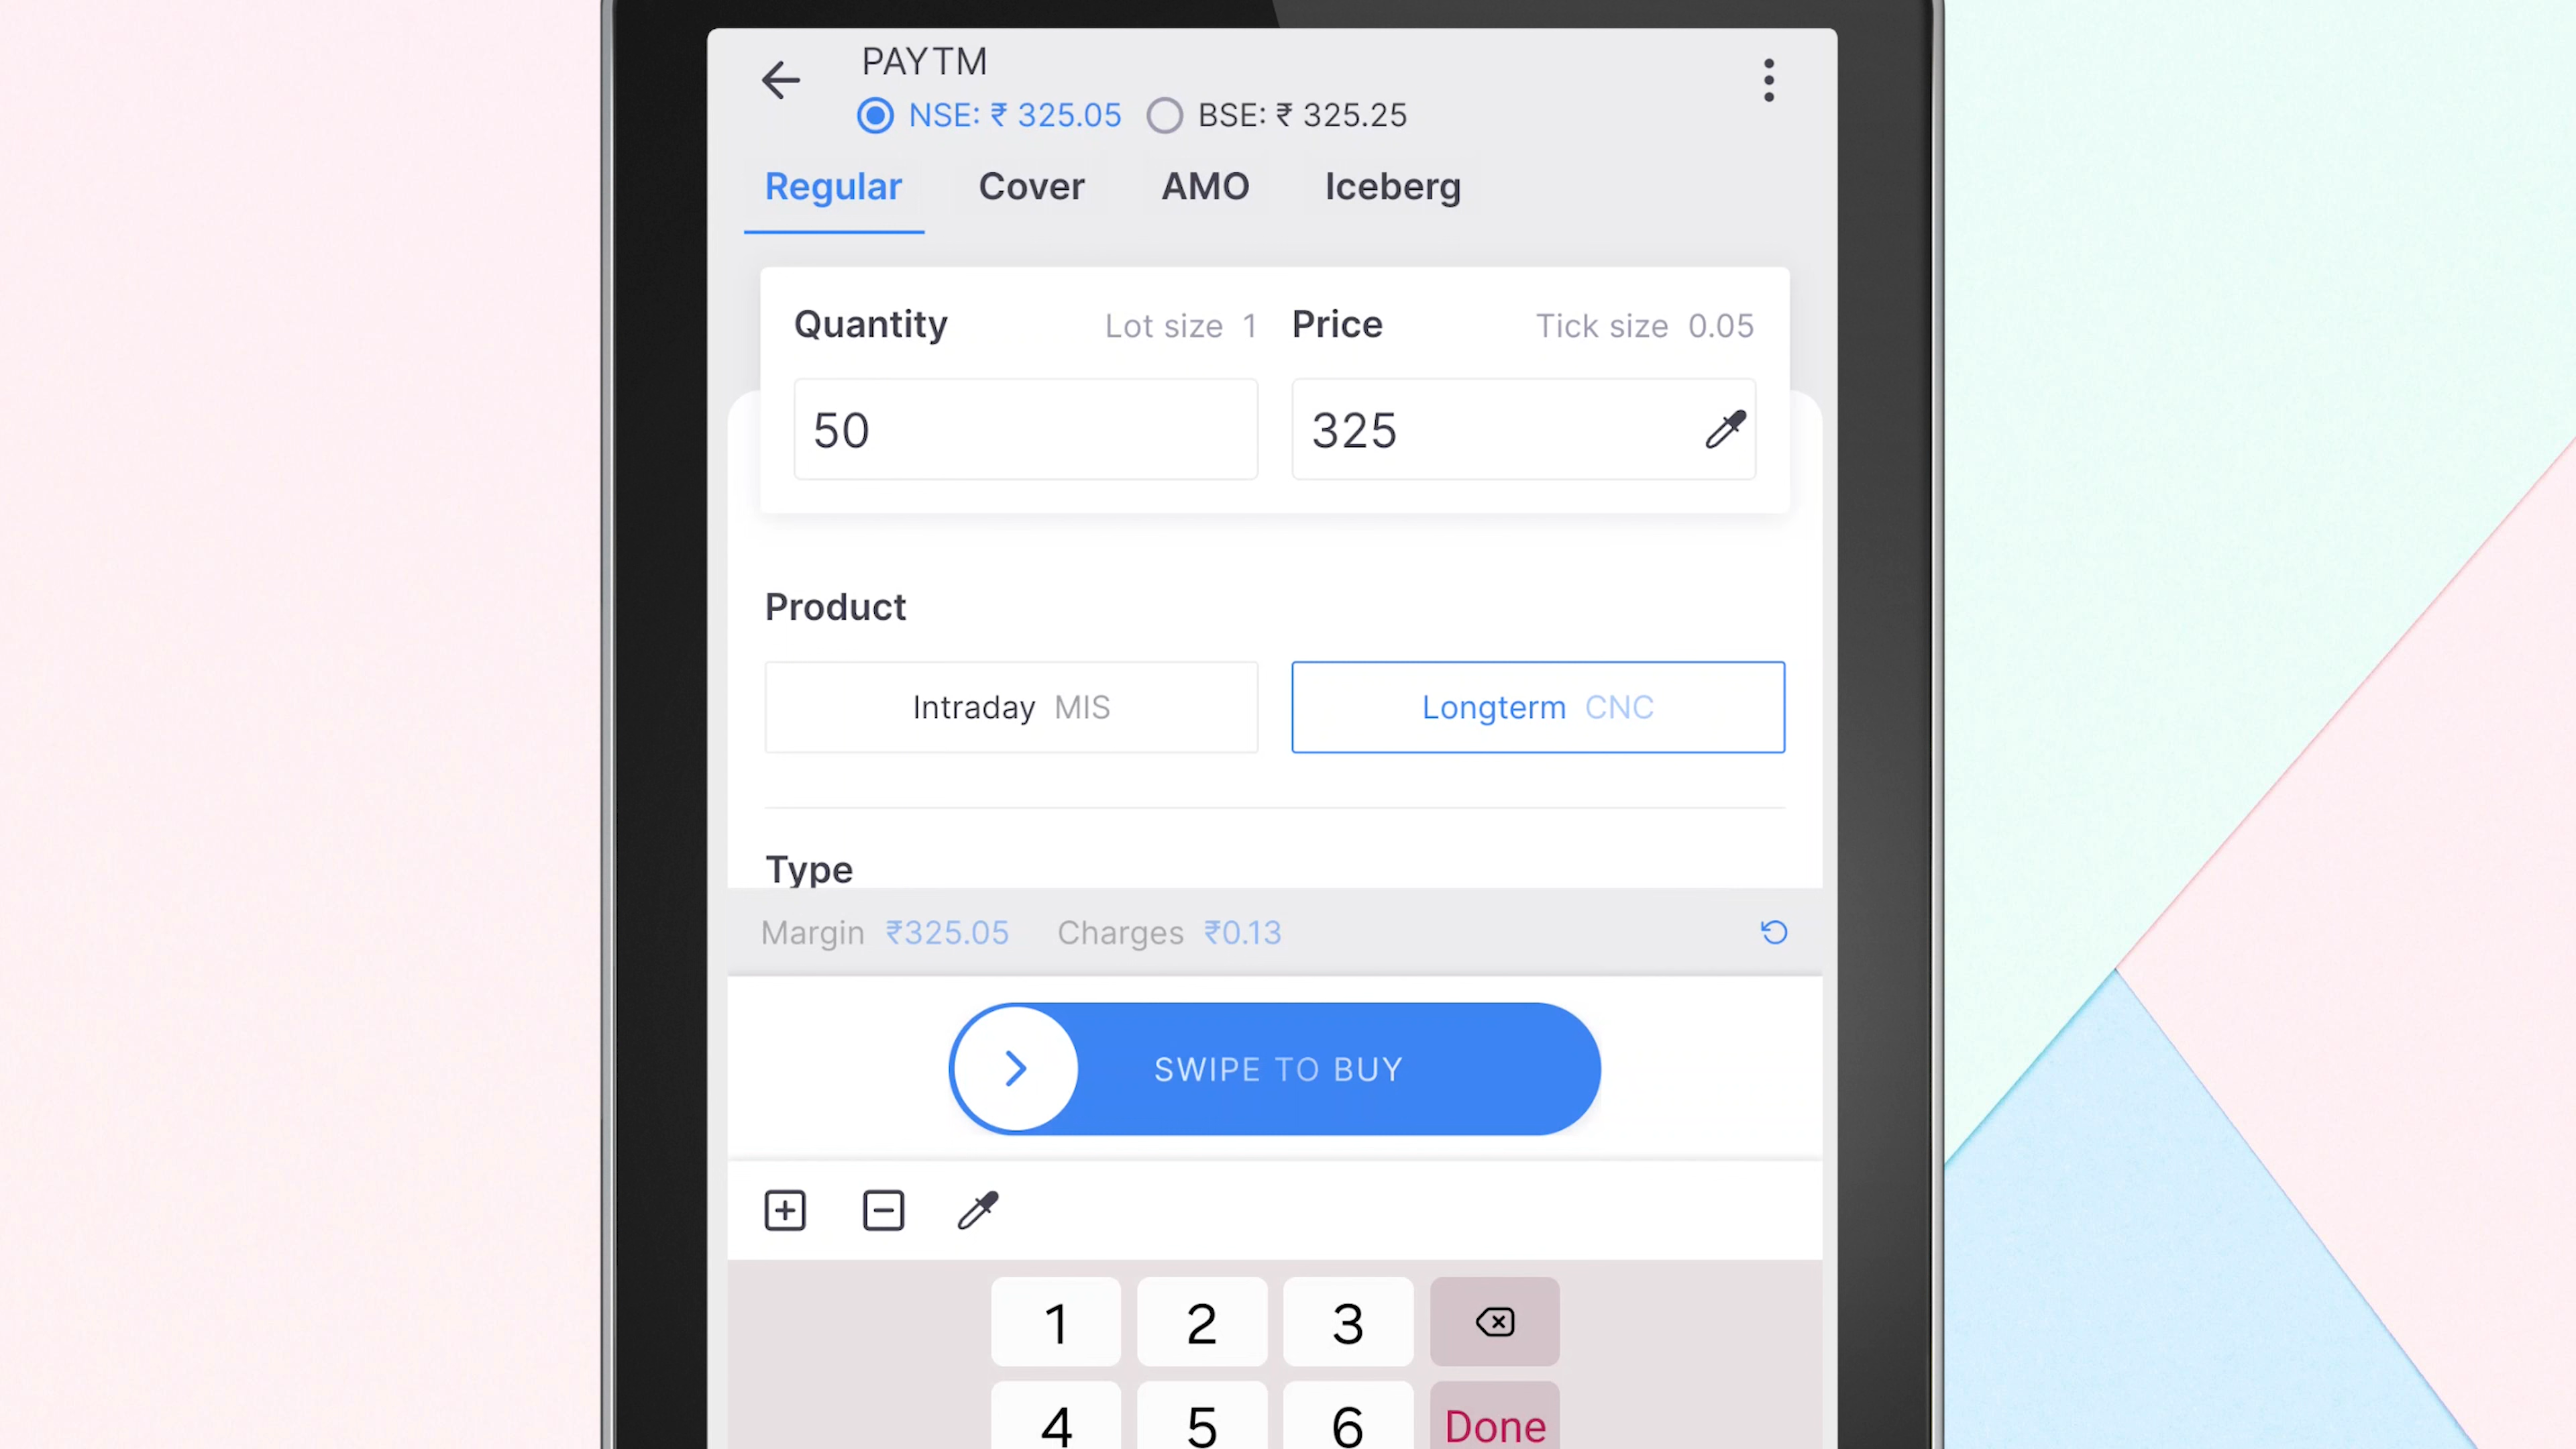 PAYTM
NSE: ₹ 325.05 BSE: ₹ 325.25
Regular Cover AMO Iceberg
Quantity Lot size 1 Price Tick size 0.05
50 325
Product
Intraday MIS Longterm CNC
Type
Margin ₹325.05 Charges ₹0.13
SWIPE TO BUY
1 2 3
4 5 6 Done